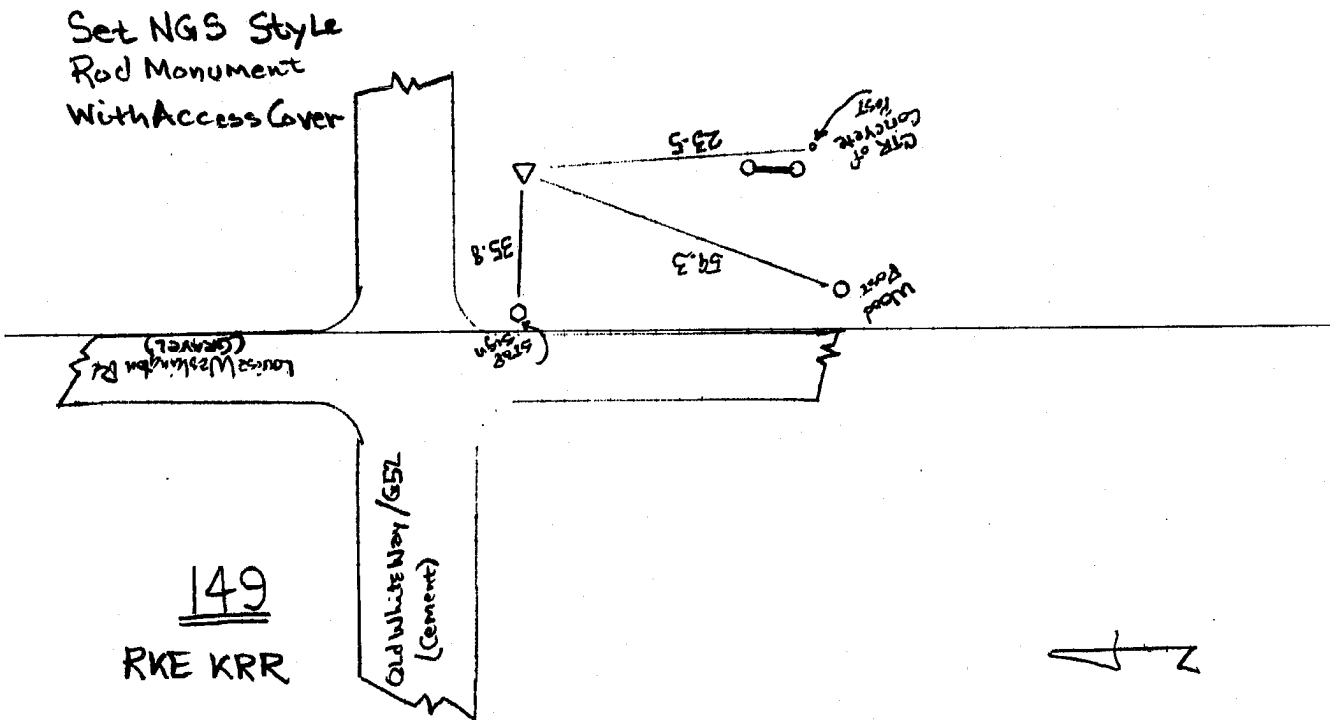 Set NGS Style
Rod Monument
With Access Cover
CTR of
Concrete
Post
23.5
35.8
54.3
Wood
Post
STOP
Sign
Louisa Washington Rd
(GRAVEL)
Old White Way/G52
(Cement)
149
RKE KRR
N